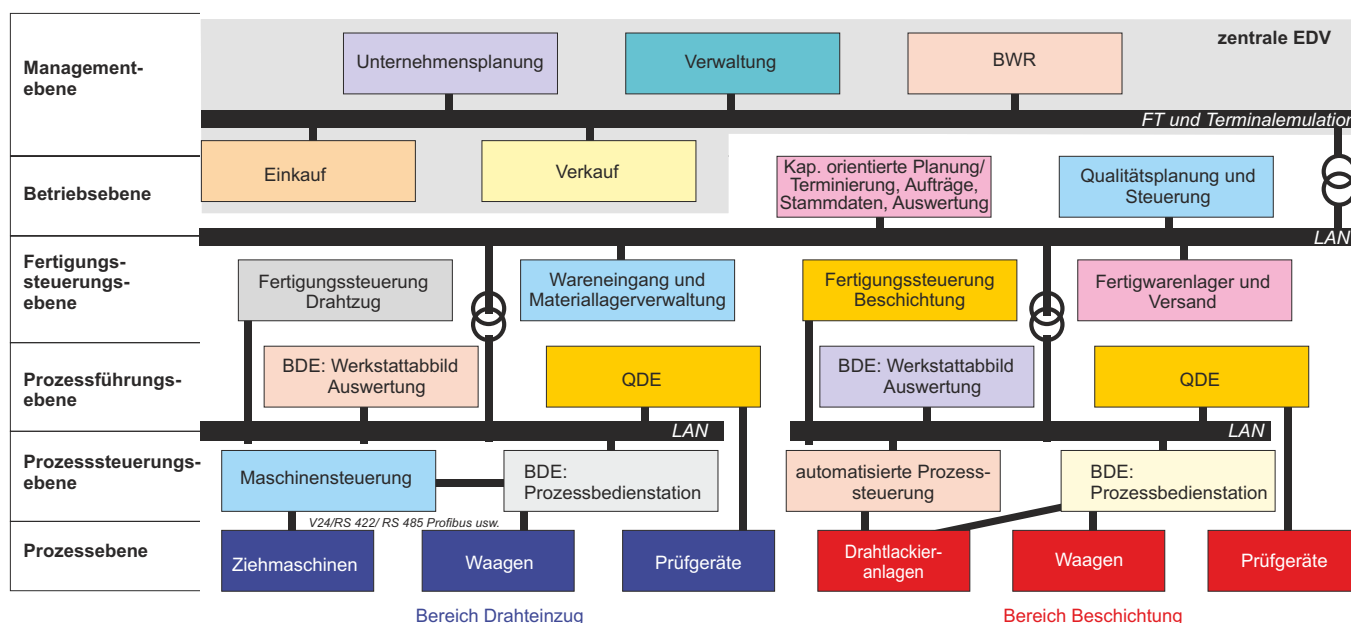 Management-
ebene
zentrale EDV
Unternehmensplanung
Verwaltung
BWR
FT und Terminalemulation
Einkauf
Verkauf
Betriebsebene
Kap. orientierte Planung/
Terminierung, Aufträge,
Stammdaten, Auswertung
Qualitätsplanung und
Steuerung
LAN
Fertigungs-
steuerungs-
ebene
Fertigungssteuerung
Drahtzug
Wareneingang und
Materiallagerverwaltung
Fertigungssteuerung
Beschichtung
Fertigwarenlager und
Versand
Prozessführungs-
ebene
BDE: Werkstattabbild
Auswertung
QDE
BDE: Werkstattabbild
Auswertung
QDE
LAN
LAN
Prozesssteuerungs-
ebene
Maschinensteuerung
BDE:
Prozessbedienstation
automatisierte Prozess-
steuerung
BDE:
Prozessbedienstation
V24/RS 422/ RS 485 Profibus usw.
Prozessebene
Ziehmaschinen
Waagen
Prüfgeräte
Drahtlackier-
anlagen
Waagen
Prüfgeräte
Bereich Drahteinzug
Bereich Beschichtung